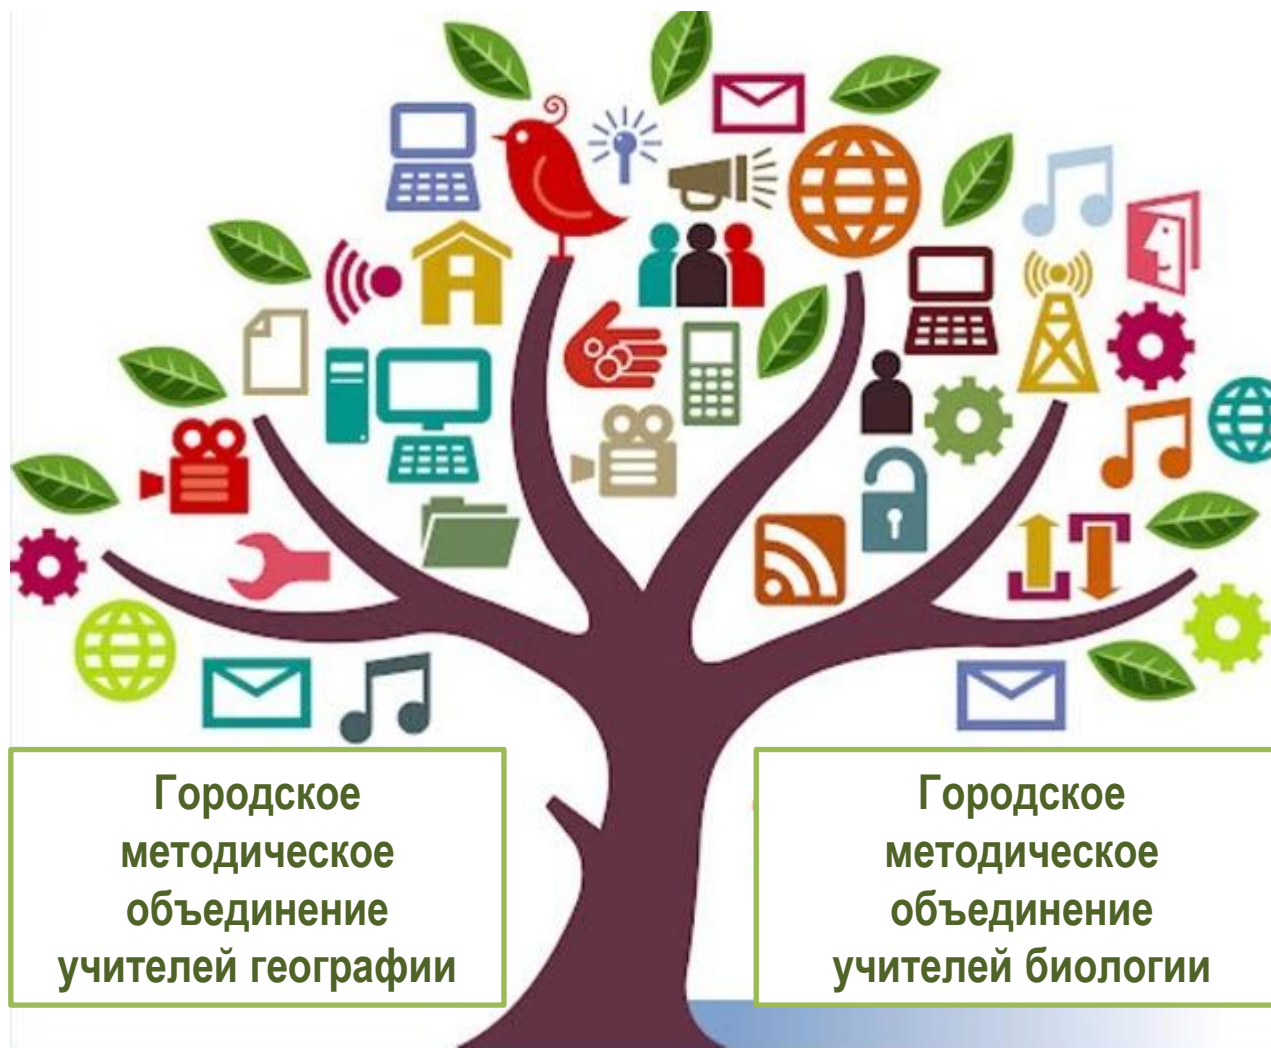 Городское
методическое
объединение
учителей географии
Городское
методическое
объединение
учителей биологии